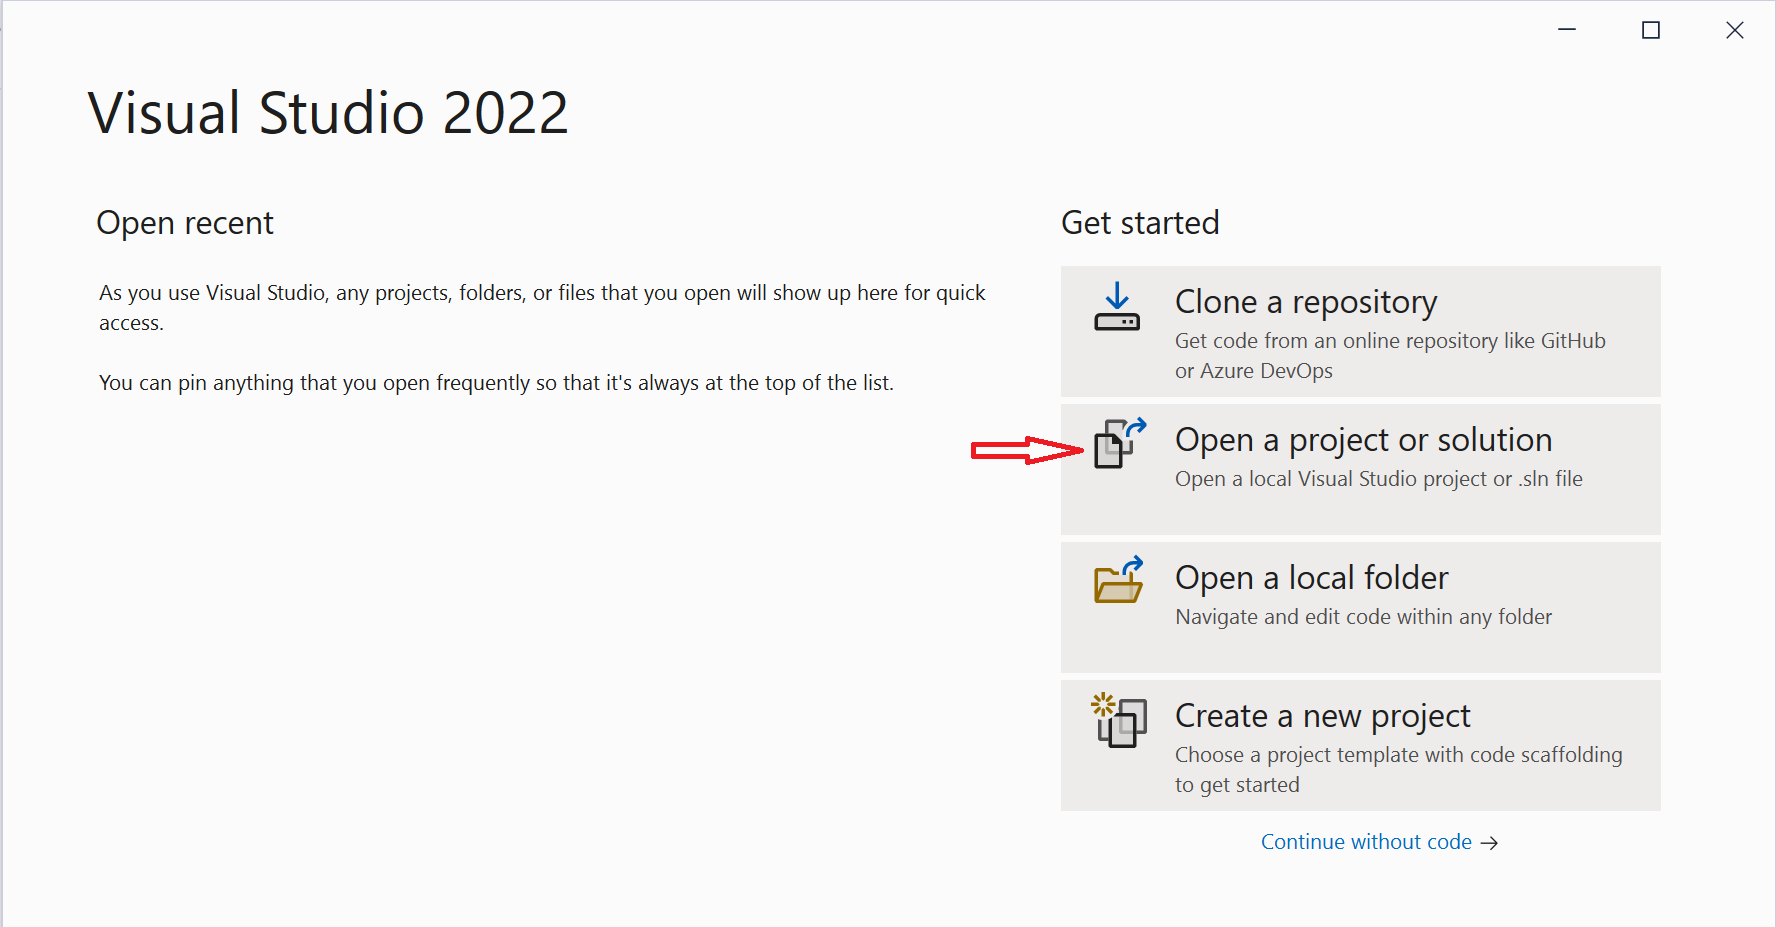 Visual Studio 2022
Open recent
As you use Visual Studio, any projects, folders, or files that you open will show up here for quick
access.
You can pin anything that you open frequently so that it's always at the top of the list.
Get started
Clone a repository
Get code from an online repository like GitHub
or Azure DevOps
Open a project or solution
Open a local Visual Studio project or .sln file
Open a local folder
Navigate and edit code within any folder
Create a new project
Choose a project template with code scaffolding
to get started
Continue without code →